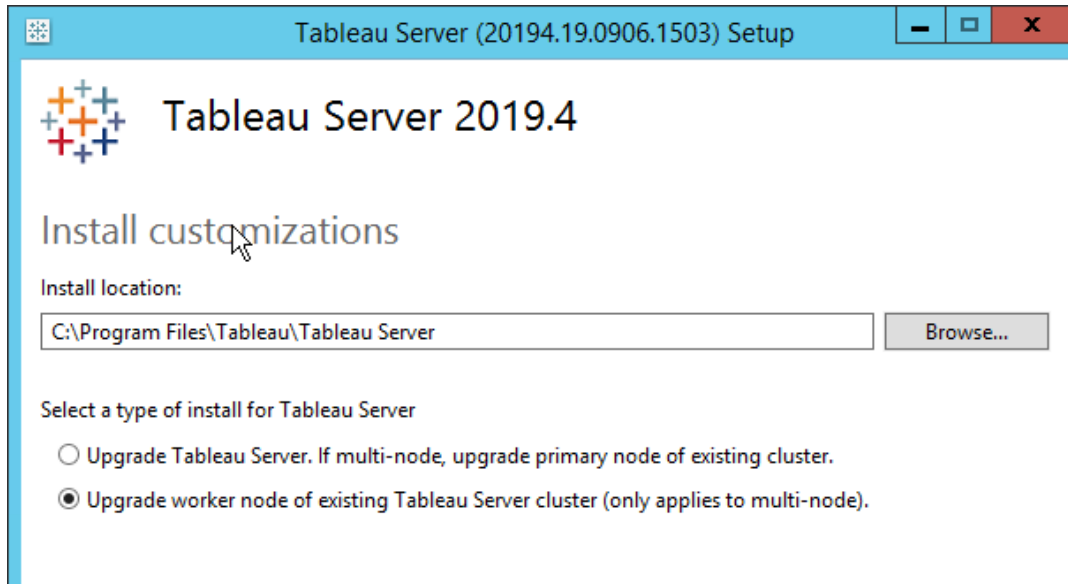 Tableau Server (20194.19.0906.1503) Setup
Tableau Server 2019.4
Install customizations
Install location:
C:\Program Files\Tableau\Tableau Server
Browse...
Select a type of install for Tableau Server
Upgrade Tableau Server. If multi-node, upgrade primary node of existing cluster.
Upgrade worker node of existing Tableau Server cluster (only applies to multi-node).